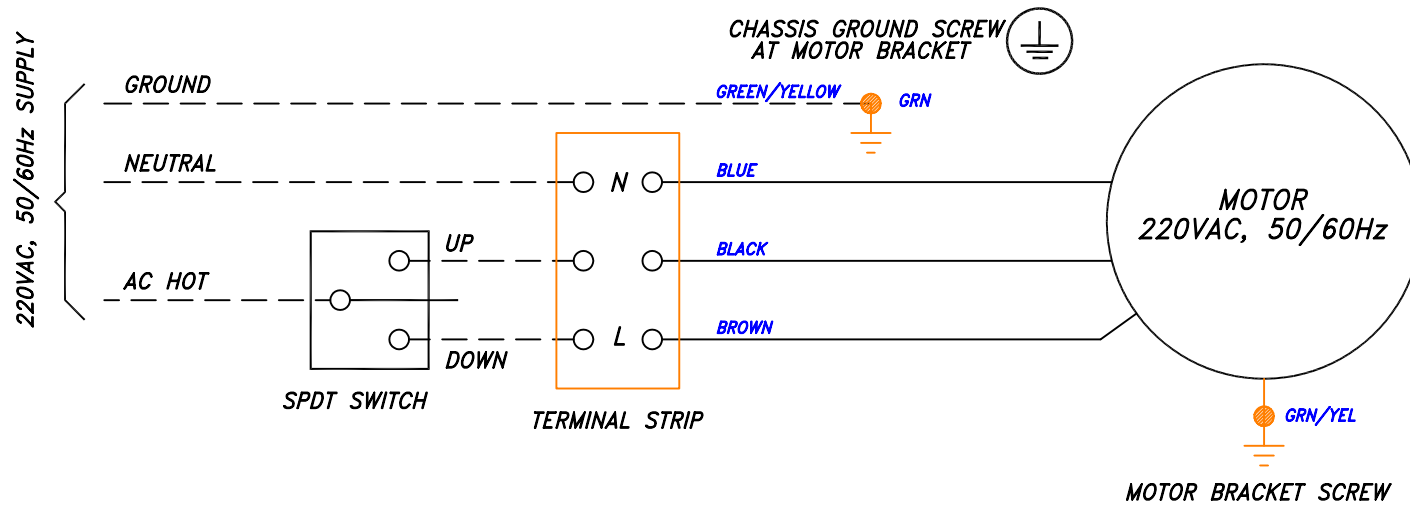 220VAC, 50/60Hz SUPPLY
CHASSIS GROUND SCREW
AT MOTOR BRACKET
GROUND
GREEN/YELLOW
GRN
NEUTRAL
N
BLUE
MOTOR
220VAC, 50/60Hz
UP
BLACK
AC HOT
L
BROWN
DOWN
SPDT SWITCH
TERMINAL STRIP
GRN/YEL
MOTOR BRACKET SCREW